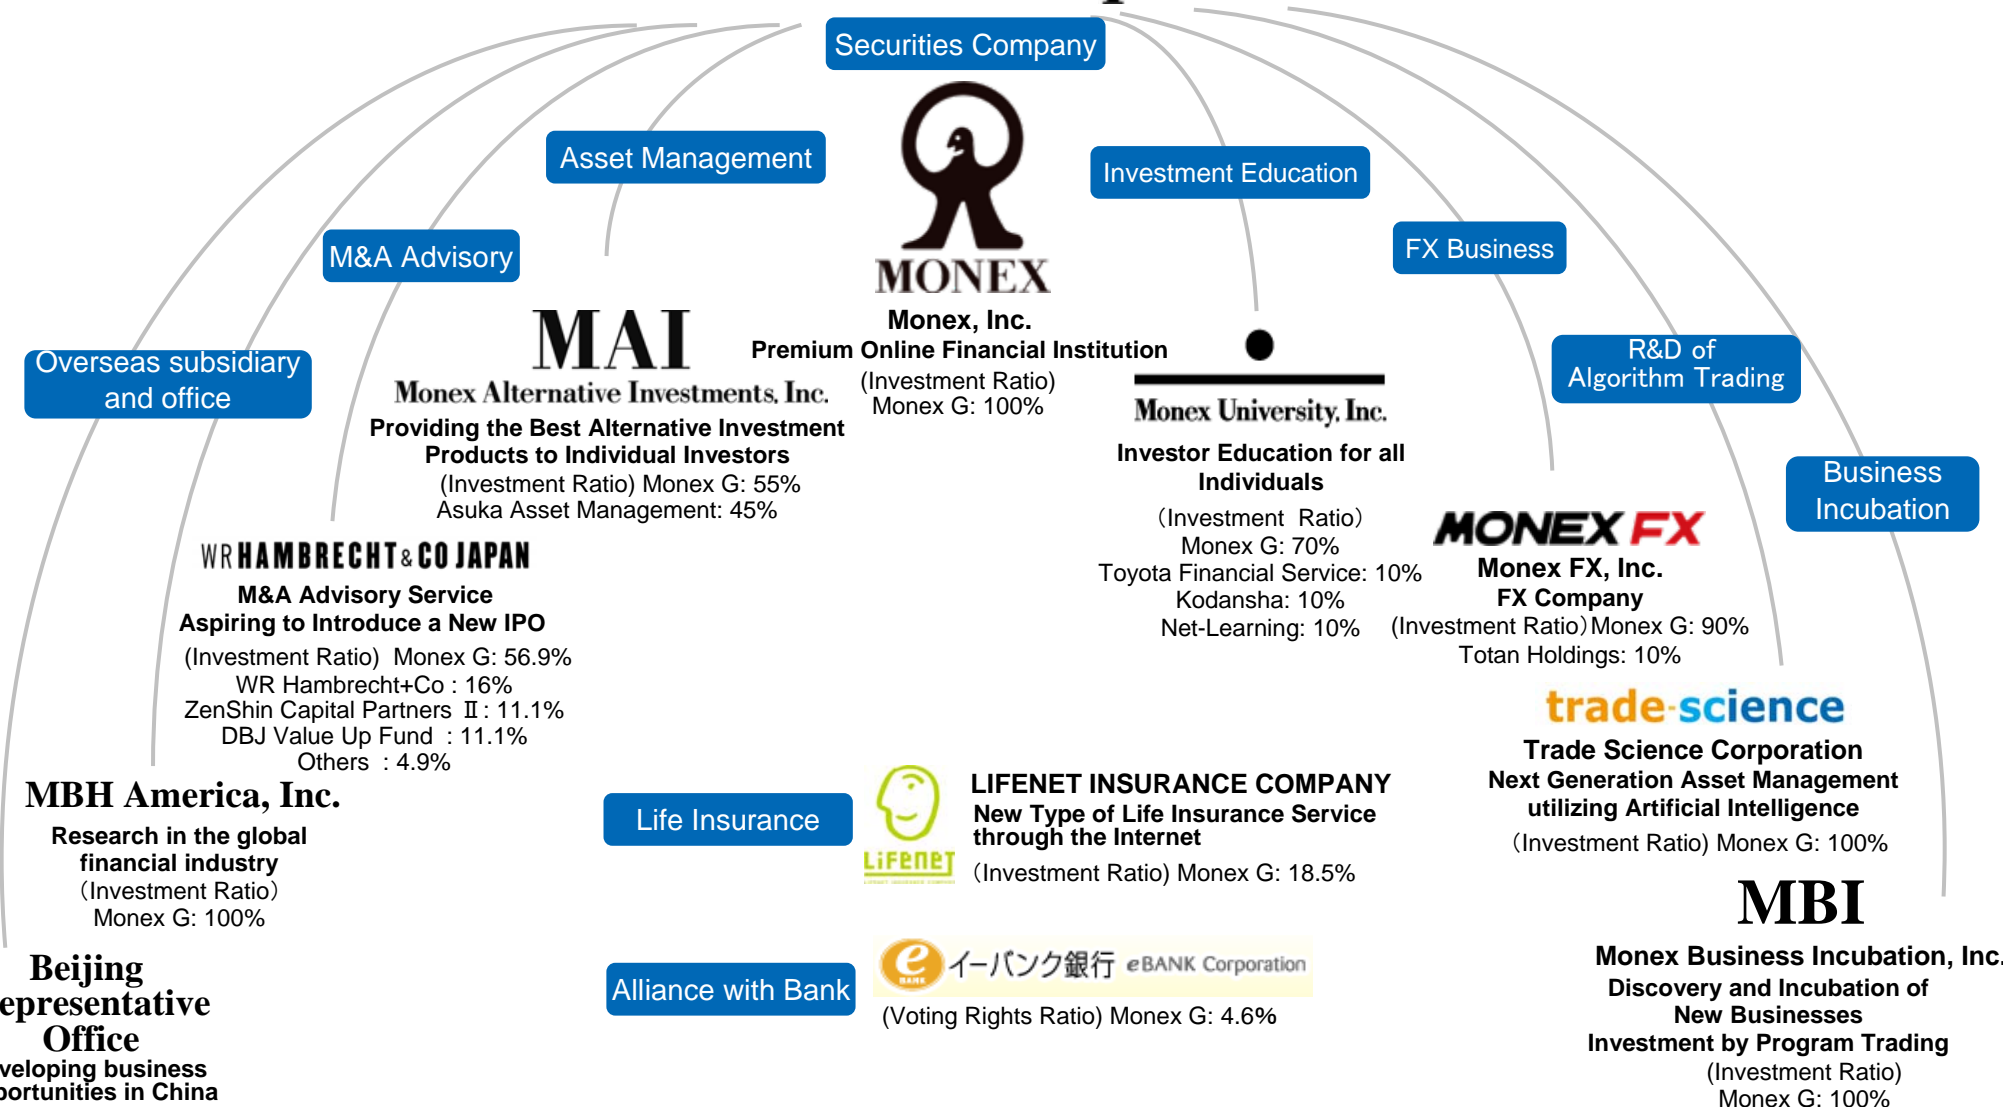 Securities Company
Asset Management
Investment Education
M&A Advisory
FX Business
MONEX
Monex, Inc.
Premium Online Financial Institution
(Investment Ratio)
Monex G: 100%
Overseas subsidiary
and office
MAI
Monex Alternative Investments, Inc.
Providing the Best Alternative Investment
Products to Individual Investors
(Investment Ratio) Monex G: 55%
Asuka Asset Management: 45%
Monex University, Inc.
Investor Education for all
Individuals
(Investment Ratio)
Monex G: 70%
Toyota Financial Service: 10%
Kodansha: 10%
Net-Learning: 10%
R&D of
Algorithm Trading
Business
Incubation
WR HAMBRECHT & CO JAPAN
M&A Advisory Service
Aspiring to Introduce a New IPO
(Investment Ratio) Monex G: 56.9%
WR Hambrecht+Co : 16%
ZenShin Capital Partners Ⅱ : 11.1%
DBJ Value Up Fund : 11.1%
Others : 4.9%
MONEX FX
Monex FX, Inc.
FX Company
(Investment Ratio) Monex G: 90%
Totan Holdings: 10%
trade-science
Trade Science Corporation
Next Generation Asset Management
utilizing Artificial Intelligence
(Investment Ratio) Monex G: 100%
MBH America, Inc.
Research in the global
financial industry
(Investment Ratio)
Monex G: 100%
Life Insurance
LiFENET
LIFENET INSURANCE COMPANY
New Type of Life Insurance Service
through the Internet
(Investment Ratio) Monex G: 18.5%
MBI
Monex Business Incubation, Inc.
Discovery and Incubation of
New Businesses
Investment by Program Trading
(Investment Ratio)
Monex G: 100%
Beijing
epresentative
Office
veloping business
portunities in China
Alliance with Bank
e BANK イーバンク銀行 eBANK Corporation
(Voting Rights Ratio) Monex G: 4.6%